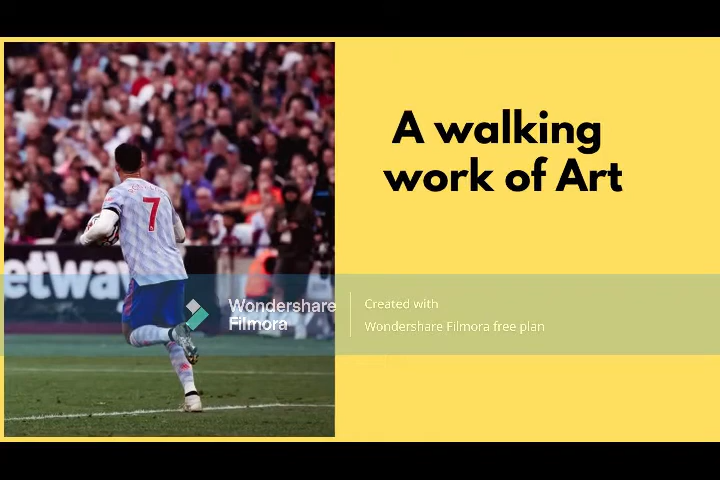 A walking
work of Art
7
etway
Wondershare
Filmora
Created with
Wondershare Filmora free plan